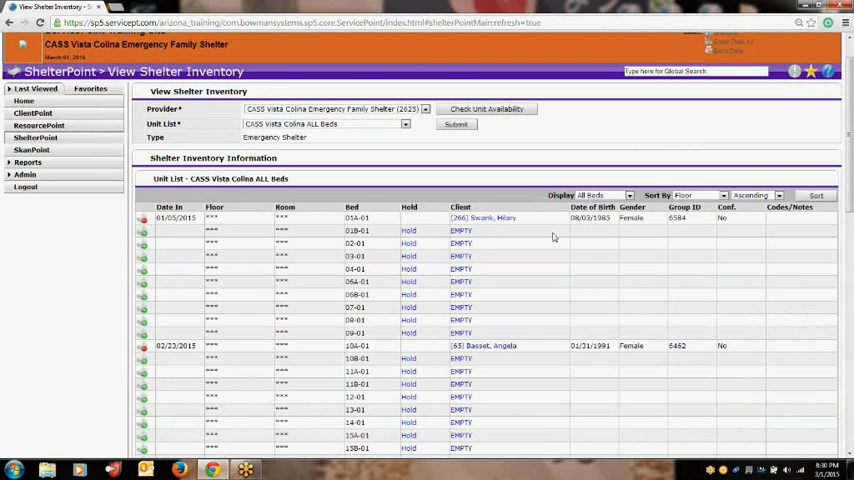 View Shelter Inventory - S
https://sp5.servicept.com/arizona_training/com.bowmansystems.sp5.core.ServicePoint/index.html#shelterPointMain;refresh=true
CASS Vista Colina Emergency Family Shelter
March 01, 2015
Enter Data As
Back Date
ShelterPoint > View Shelter Inventory
Type here for Global Search
Last Viewed Favorites
Home
ClientPoint
ResourcePoint
ShelterPoint
SkanPoint
Reports
Admin
Logout
View Shelter Inventory
Provider* CASS Vista Colina Emergency Family Shelter (2625) Check Unit Availability
Unit List* CASS Vista Colina ALL Beds Submit
Type Emergency Shelter
Shelter Inventory Information
Unit List - CASS Vista Colina ALL Beds
Display All Beds Sort By Floor Ascending Sort
Date In Floor Room Bed Hold Client Date of Birth Gender Group ID Conf. Codes/Notes
01/05/2015 *** *** 01A-01 (266) Swank, Hilary 08/03/1985 Female 6584 No
*** *** 01B-01 Hold EMPTY
*** *** 02-01 Hold EMPTY
*** *** 03-01 Hold EMPTY
*** *** 04-01 Hold EMPTY
*** *** 06A-01 Hold EMPTY
*** *** 06B-01 Hold EMPTY
*** *** 07-01 Hold EMPTY
*** *** 08-01 Hold EMPTY
*** *** 09-01 Hold EMPTY
02/23/2015 *** *** 10A-01 (65) Basset, Angela 01/31/1991 Female 6462 No
*** *** 10B-01 Hold EMPTY
*** *** 11A-01 Hold EMPTY
*** *** 11B-01 Hold EMPTY
*** *** 12-01 Hold EMPTY
*** *** 13-01 Hold EMPTY
*** *** 14-01 Hold EMPTY
*** *** 15A-01 Hold EMPTY
*** *** 15B-01 Hold EMPTY
8:30 PM
3/1/2015